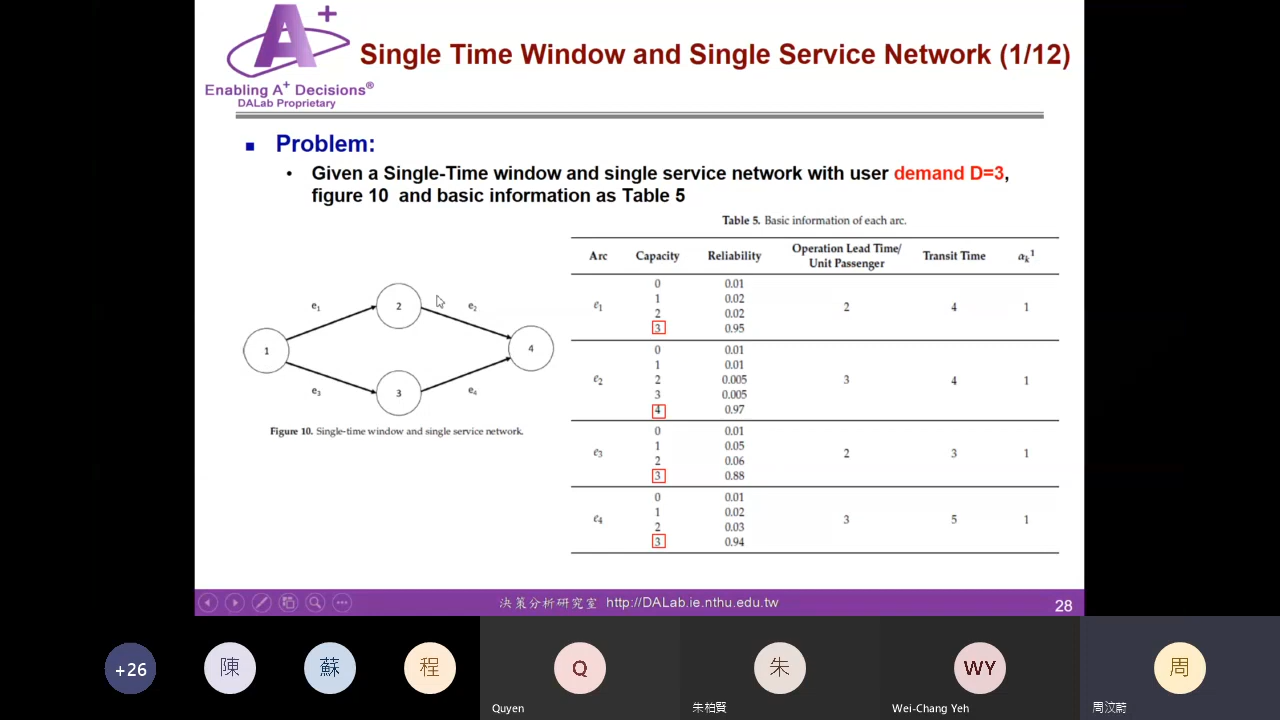 A+
Enabling A+ Decisions®
DALab Proprietary
Single Time Window and Single Service Network (1/12)
Problem:
• Given a Single-Time window and single service network with user demand D=3,
figure 10 and basic information as Table 5
Table 5. Basic information of each arc.
Arc Capacity Reliability Operation Lead Time/ Unit Passenger Transit Time αk1
e1 2 4 1
0 0.01
1 0.02
2 0.02
3 0.95
e2 3 4 1
0 0.01
1 0.01
2 0.005
3 0.005
4 0.97
e3 2 3 1
0 0.01
1 0.05
2 0.06
3 0.88
e4 3 5 1
0 0.01
1 0.02
2 0.03
3 0.94
e1
2
e2
1
4
e3
3
e4
Figure 10. Single-time window and single service network.
決策分析研究室 http://DALab.ie.nthu.edu.tw
28
+26
陳
蘇
程
Q
朱
WY
周
Quyen
朱柏賢
Wei-Chang Yeh
周汶蔚